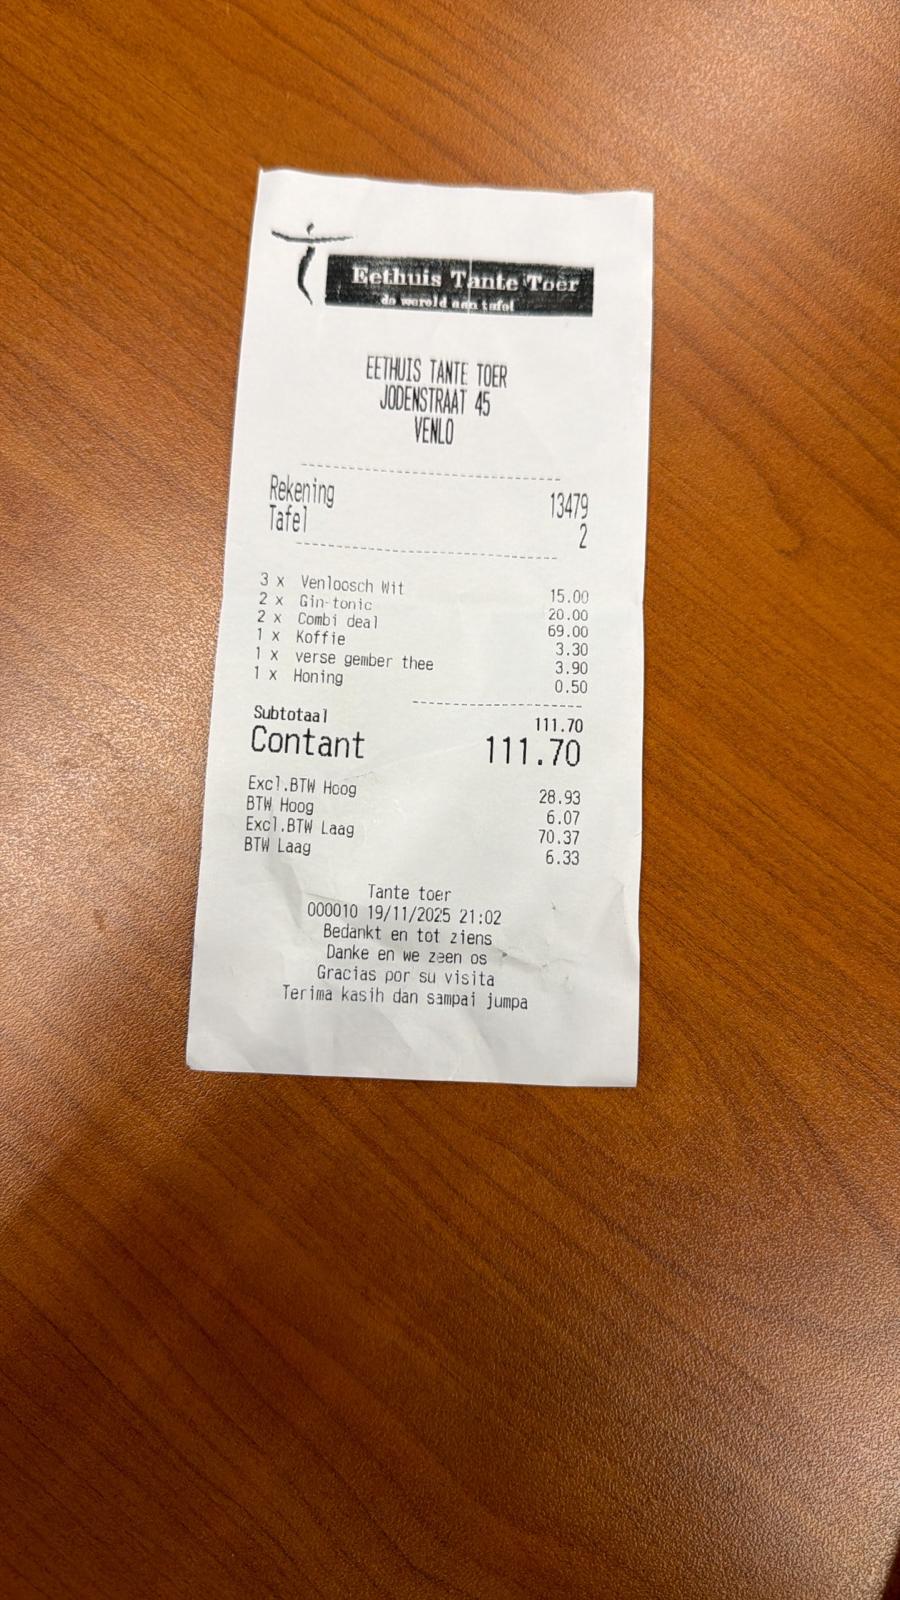 Eethuis Tante Toer
de wereld aan tafel
EETHUIS TANTE TOER
JODENSTRAAT 45
VENLO
Rekening 13479
Tafel 2
3 x Venloosch Wit 15.00
2 x Gin-tonic 20.00
2 x Combi deal 69.00
1 x Koffie 3.30
1 x verse gember thee 3.90
1 x Honing 0.50
Subtotaal 111.70
Contant 111.70
Excl.BTW Hoog 28.93
BTW Hoog 6.07
Excl.BTW Laag 70.37
BTW Laag 6.33
Tante toer
000010 19/11/2025 21:02
Bedankt en tot ziens
Danke en we zeen os
Gracias por su visita
Terima kasih dan sampai jumpa